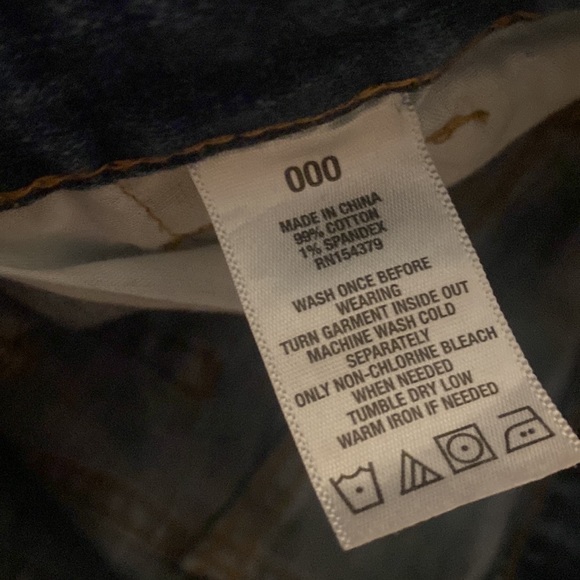 000
MADE IN CHINA
99% COTTON
1% SPANDEX
RN154379
WASH ONCE BEFORE
WEARING
TURN GARMENT INSIDE OUT
MACHINE WASH COLD
SEPARATELY
ONLY NON-CHLORINE BLEACH
WHEN NEEDED
TUMBLE DRY LOW
WARM IRON IF NEEDED